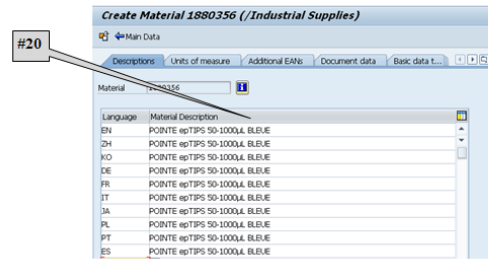 Create Material 1880356 (/Industrial Supplies)
#20
Main Data
Descriptions Units of measure Additional EANs Document data Basic data t...
Material 1880356
Language Material Description
EN POINTE epTIPS 50-1000µL BLEUE
ZH POINTE epTIPS 50-1000µL BLEUE
KO POINTE epTIPS 50-1000µL BLEUE
DE POINTE epTIPS 50-1000µL BLEUE
FR POINTE epTIPS 50-1000µL BLEUE
IT POINTE epTIPS 50-1000µL BLEUE
JA POINTE epTIPS 50-1000µL BLEUE
PL POINTE epTIPS 50-1000µL BLEUE
PT POINTE epTIPS 50-1000µL BLEUE
ES POINTE epTIPS 50-1000µL BLEUE